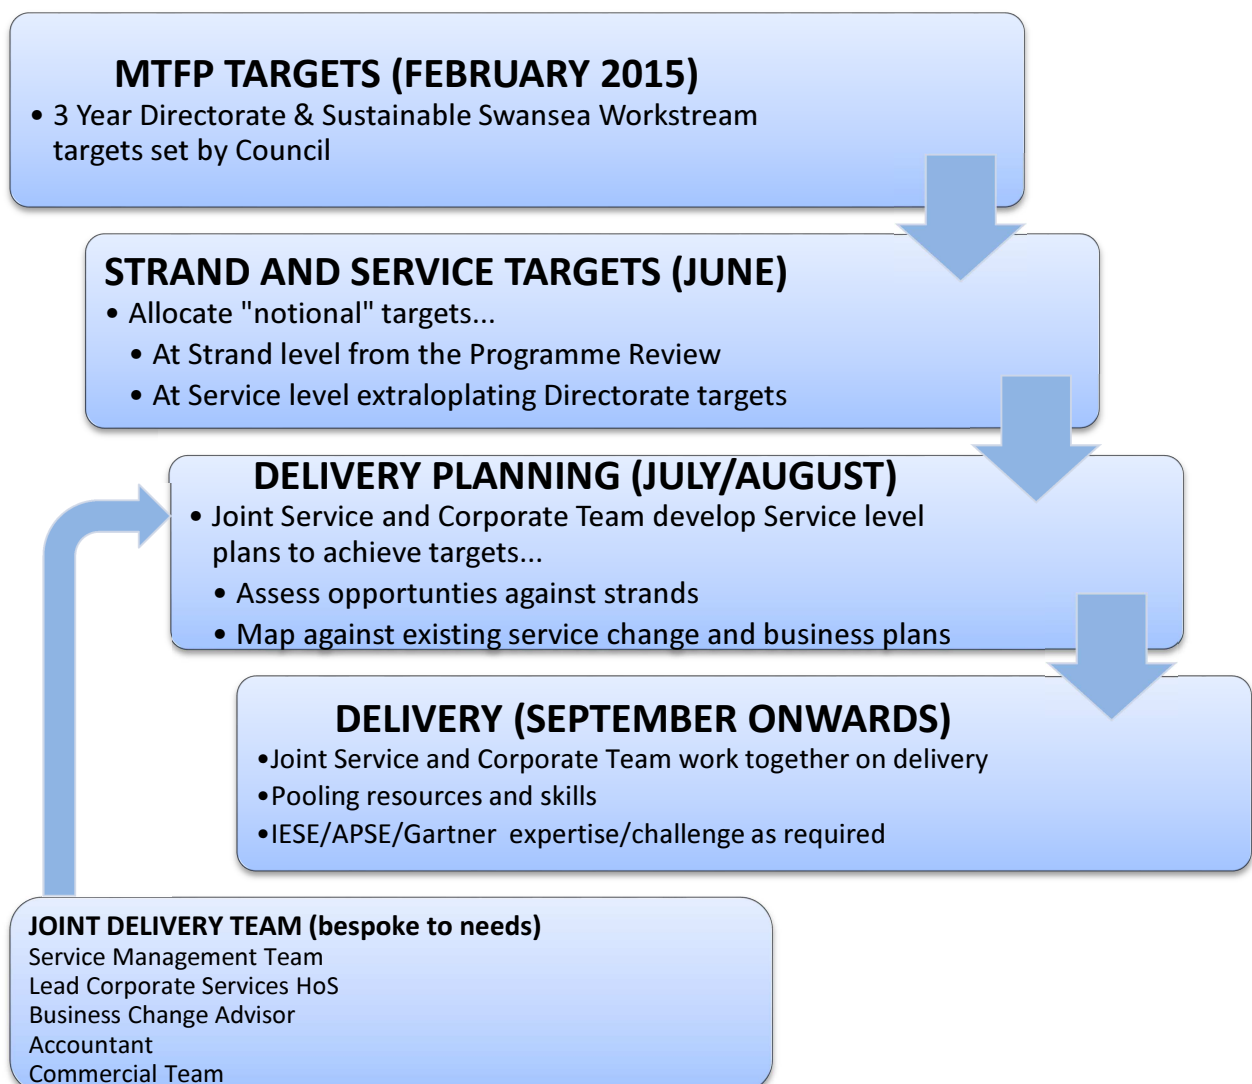 MTFP TARGETS (FEBRUARY 2015)
• 3 Year Directorate & Sustainable Swansea Workstream
targets set by Council
STRAND AND SERVICE TARGETS (JUNE)
• Allocate "notional" targets...
• At Strand level from the Programme Review
• At Service level extraloplating Directorate targets
DELIVERY PLANNING (JULY/AUGUST)
• Joint Service and Corporate Team develop Service level
plans to achieve targets...
• Assess opportunties against strands
• Map against existing service change and business plans
DELIVERY (SEPTEMBER ONWARDS)
•Joint Service and Corporate Team work together on delivery
•Pooling resources and skills
•IESE/APSE/Gartner expertise/challenge as required
JOINT DELIVERY TEAM (bespoke to needs)
Service Management Team
Lead Corporate Services HoS
Business Change Advisor
Accountant
Commercial Team